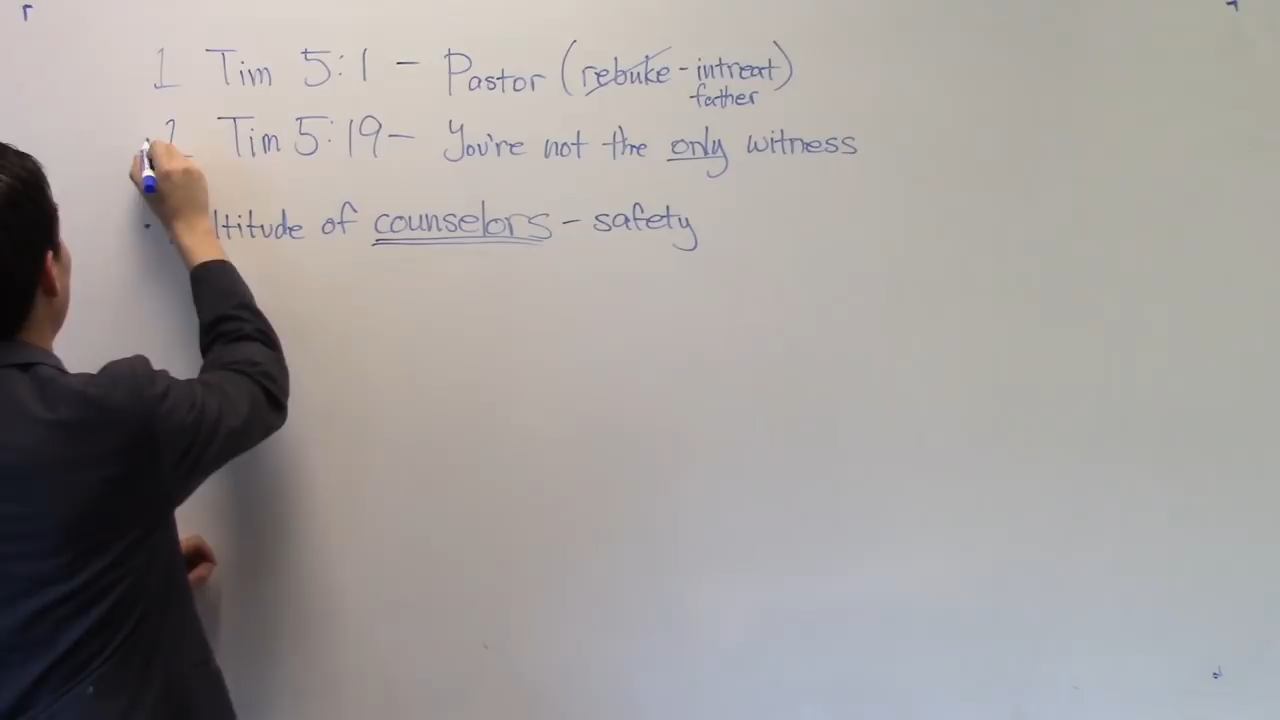 1 Tim 5:1 - Pastor (rebuke - intreat)
father
1 Tim 5:19- You're not the only witness
of counselors - safety